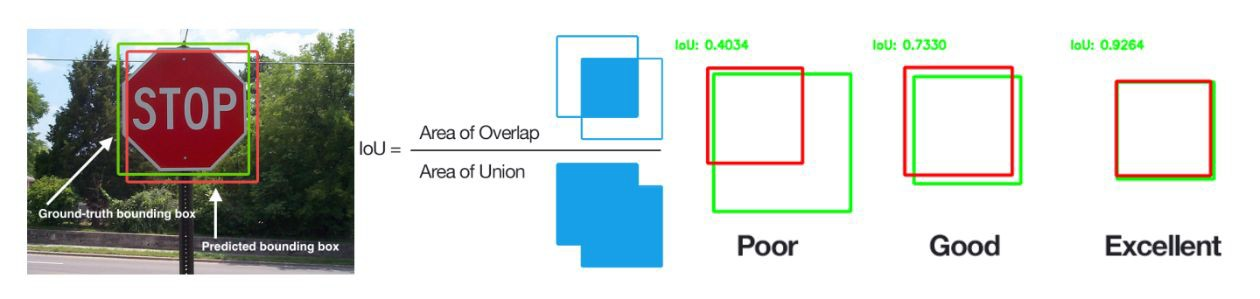 STOP
Ground-truth bounding box
Predicted bounding box
IoU =
Area of Overlap
Area of Union
IoU: 0.4034
Poor
IoU: 0.7330
Good
IoU: 0.9264
Excellent